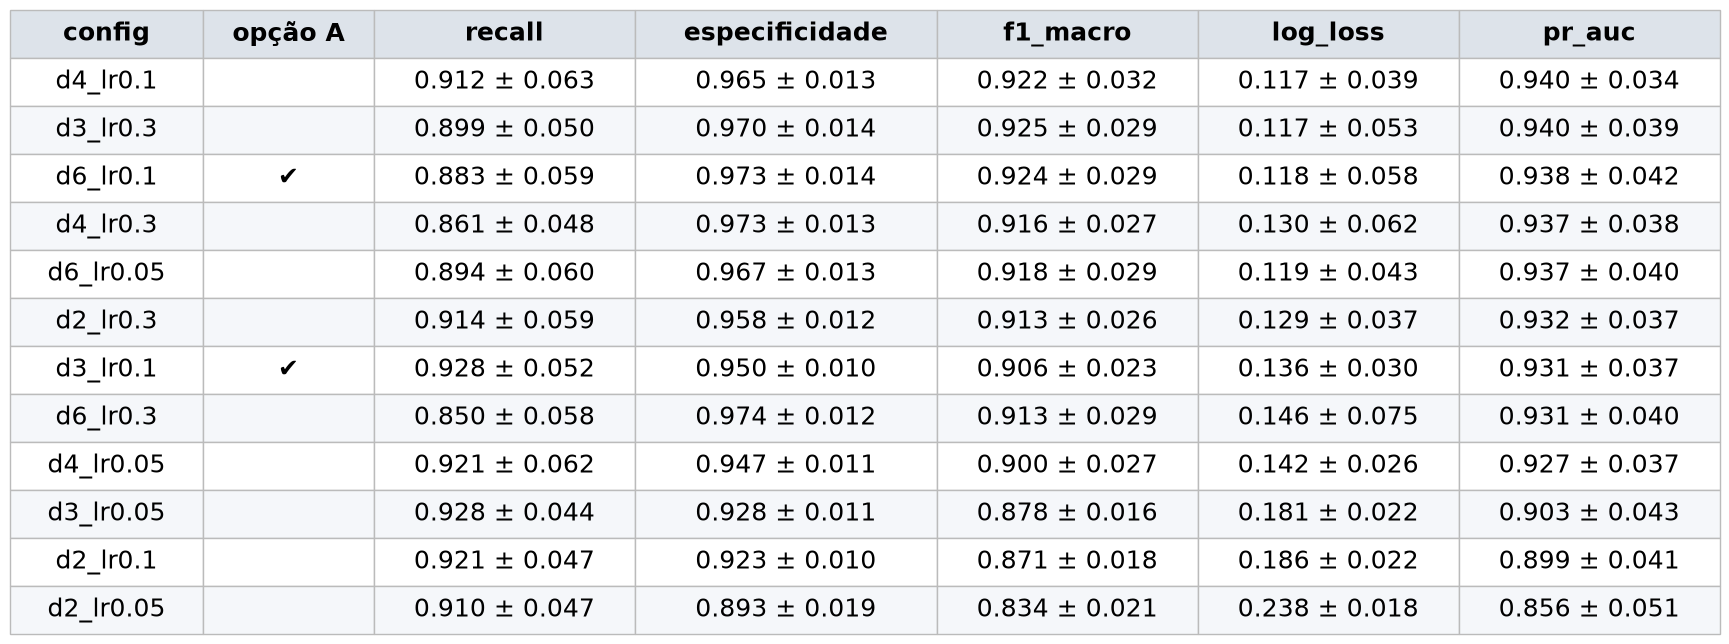 config opção A recall especificidade f1_macro log_loss pr_auc
d4_lr0.1 0.912 ± 0.063 0.965 ± 0.013 0.922 ± 0.032 0.117 ± 0.039 0.940 ± 0.034
d3_lr0.3 0.899 ± 0.050 0.970 ± 0.014 0.925 ± 0.029 0.117 ± 0.053 0.940 ± 0.039
d6_lr0.1 ✔ 0.883 ± 0.059 0.973 ± 0.014 0.924 ± 0.029 0.118 ± 0.058 0.938 ± 0.042
d4_lr0.3 0.861 ± 0.048 0.973 ± 0.013 0.916 ± 0.027 0.130 ± 0.062 0.937 ± 0.038
d6_lr0.05 0.894 ± 0.060 0.967 ± 0.013 0.918 ± 0.029 0.119 ± 0.043 0.937 ± 0.040
d2_lr0.3 0.914 ± 0.059 0.958 ± 0.012 0.913 ± 0.026 0.129 ± 0.037 0.932 ± 0.037
d3_lr0.1 ✔ 0.928 ± 0.052 0.950 ± 0.010 0.906 ± 0.023 0.136 ± 0.030 0.931 ± 0.037
d6_lr0.3 0.850 ± 0.058 0.974 ± 0.012 0.913 ± 0.029 0.146 ± 0.075 0.931 ± 0.040
d4_lr0.05 0.921 ± 0.062 0.947 ± 0.011 0.900 ± 0.027 0.142 ± 0.026 0.927 ± 0.037
d3_lr0.05 0.928 ± 0.044 0.928 ± 0.011 0.878 ± 0.016 0.181 ± 0.022 0.903 ± 0.043
d2_lr0.1 0.921 ± 0.047 0.923 ± 0.010 0.871 ± 0.018 0.186 ± 0.022 0.899 ± 0.041
d2_lr0.05 0.910 ± 0.047 0.893 ± 0.019 0.834 ± 0.021 0.238 ± 0.018 0.856 ± 0.051